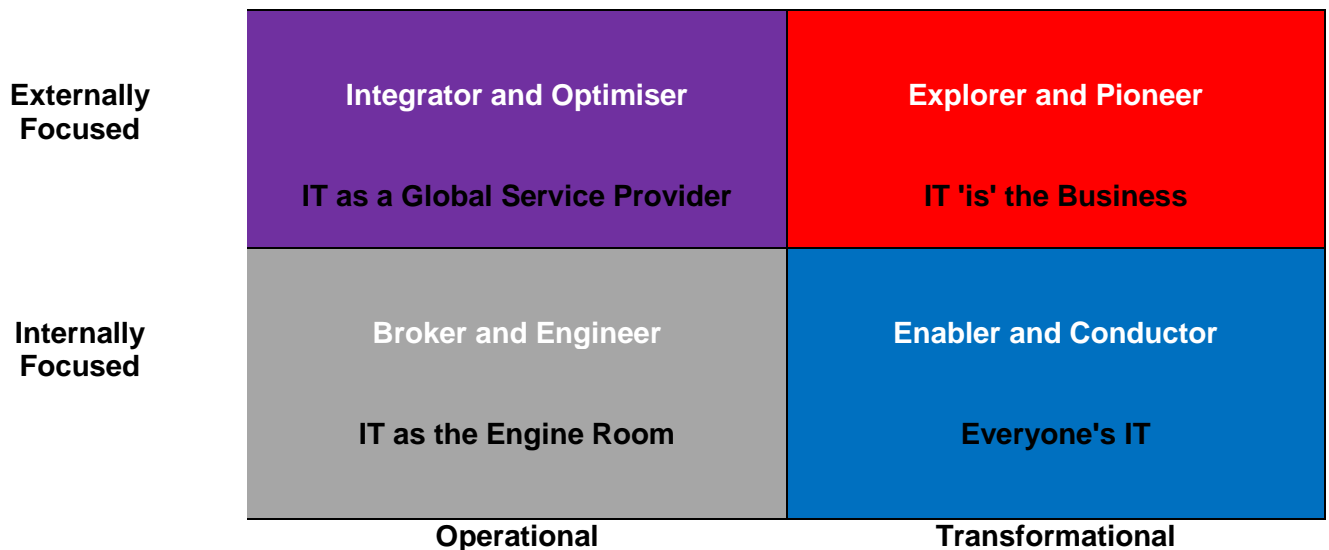 Externally
Focused
Integrator and Optimiser
IT as a Global Service Provider
Explorer and Pioneer
IT 'is' the Business
Internally
Focused
Broker and Engineer
IT as the Engine Room
Enabler and Conductor
Everyone's IT
Operational
Transformational